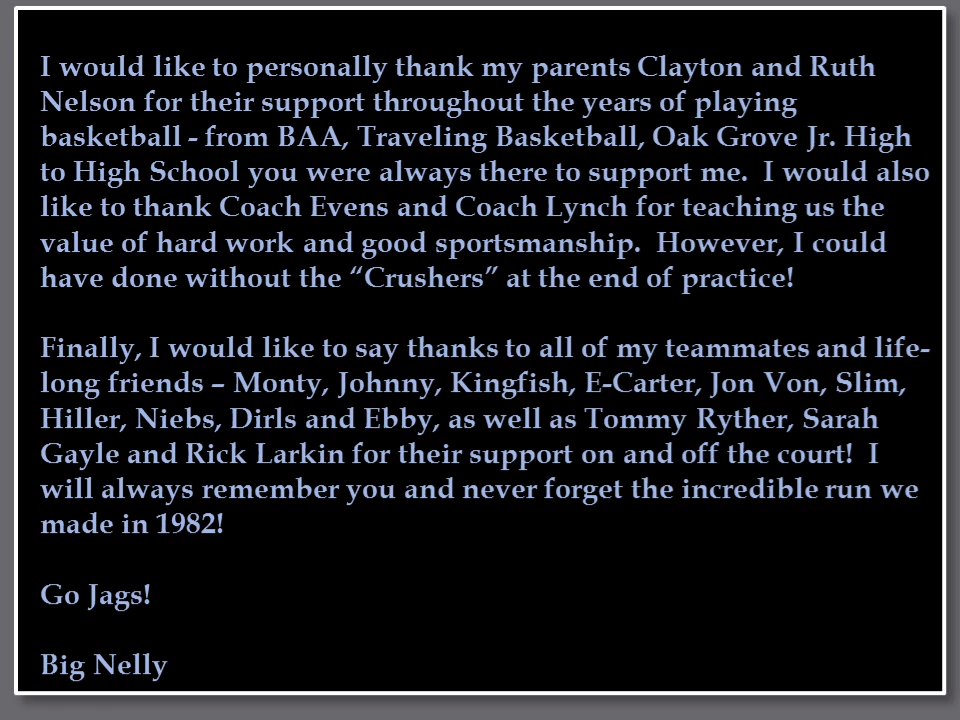 I would like to personally thank my parents Clayton and Ruth
Nelson for their support throughout the years of playing
basketball - from BAA, Traveling Basketball, Oak Grove Jr. High
to High School you were always there to support me.  I would also
like to thank Coach Evens and Coach Lynch for teaching us the
value of hard work and good sportsmanship.  However, I could
have done without the “Crushers” at the end of practice!
Finally, I would like to say thanks to all of my teammates and life-
long friends – Monty, Johnny, Kingfish, E-Carter, Jon Von, Slim,
Hiller, Niebs, Dirls and Ebby, as well as Tommy Ryther, Sarah
Gayle and Rick Larkin for their support on and off the court!  I
will always remember you and never forget the incredible run we
made in 1982!
Go Jags!
Big Nelly